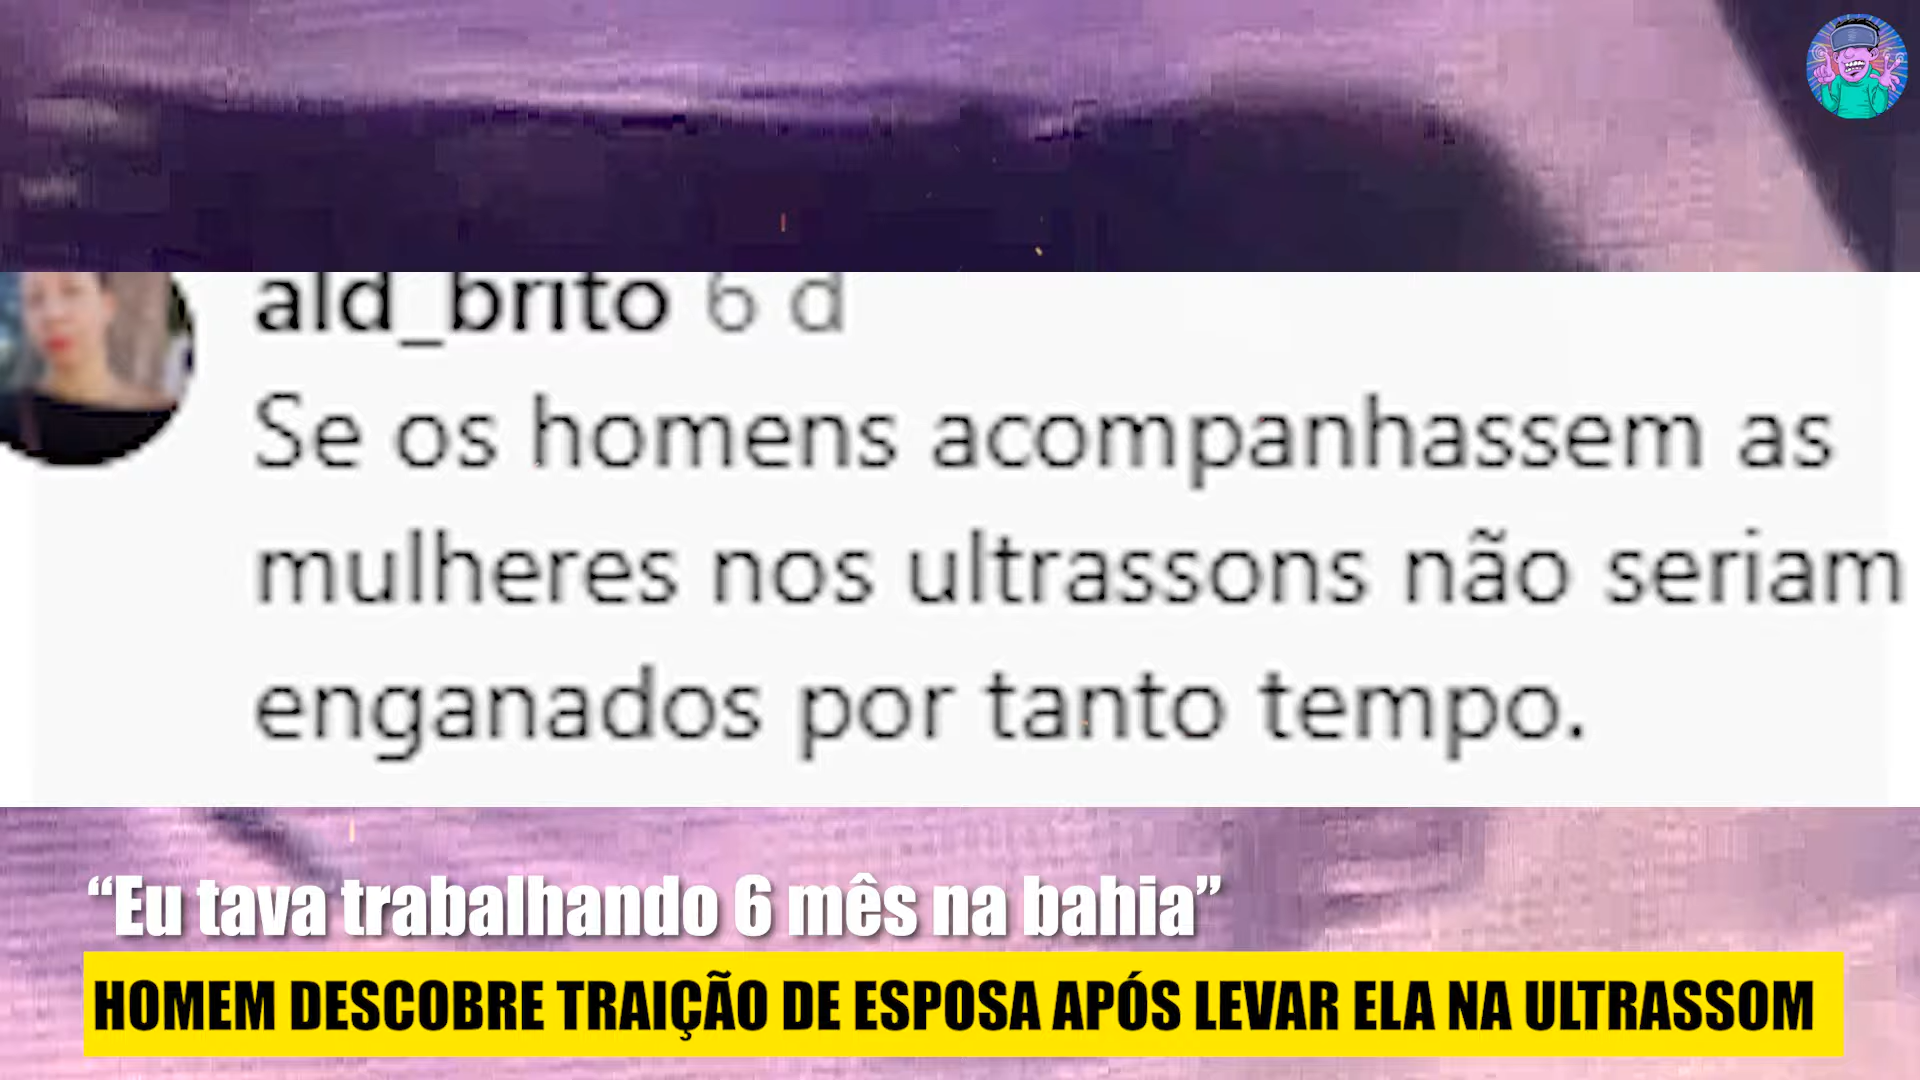 ald_brito 6 d
Se os homens acompanhassem as
mulheres nos ultrassons não seriam
enganados por tanto tempo.
“Eu tava trabalhando 6 mês na bahia”
HOMEM DESCOBRE TRAIÇÃO DE ESPOSA APÓS LEVAR ELA NA ULTRASSOM